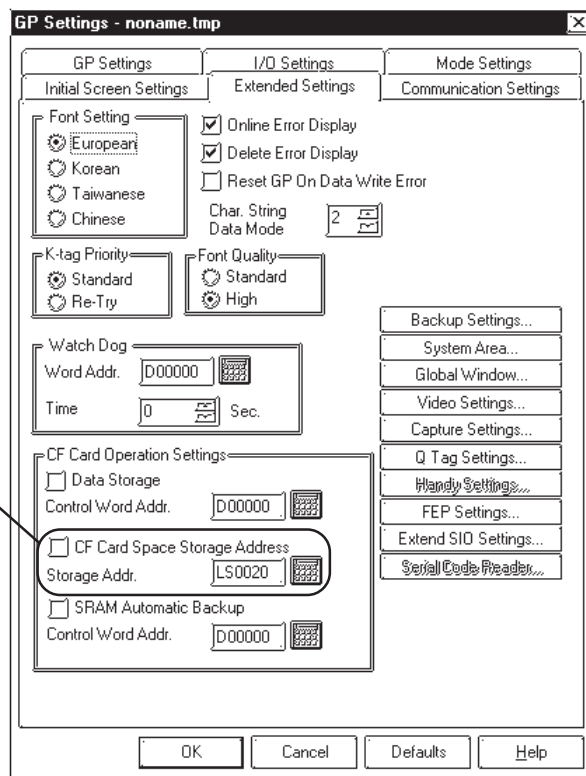 GP Settings - noname.tmp
GP Settings I/O Settings Mode Settings
Initial Screen Settings Extended Settings Communication Settings
Font Setting
European
Korean
Taiwanese
Chinese
Online Error Display
Delete Error Display
Reset GP On Data Write Error
Char. String
Data Mode 2
K-tag Priority
Standard
Re-Try
Font Quality
Standard
High
Watch Dog
Word Addr. D00000
Time 0 Sec.
CF Card Operation Settings
Data Storage
Control Word Addr. D00000
CF Card Space Storage Address
Storage Addr. LS0020
SRAM Automatic Backup
Control Word Addr. D00000
Backup Settings...
System Area...
Global Window...
Video Settings...
Capture Settings...
Q Tag Settings...
Handy Settings...
FEP Settings...
Extend SIO Settings...
Serial Code Reader...
OK Cancel Defaults Help